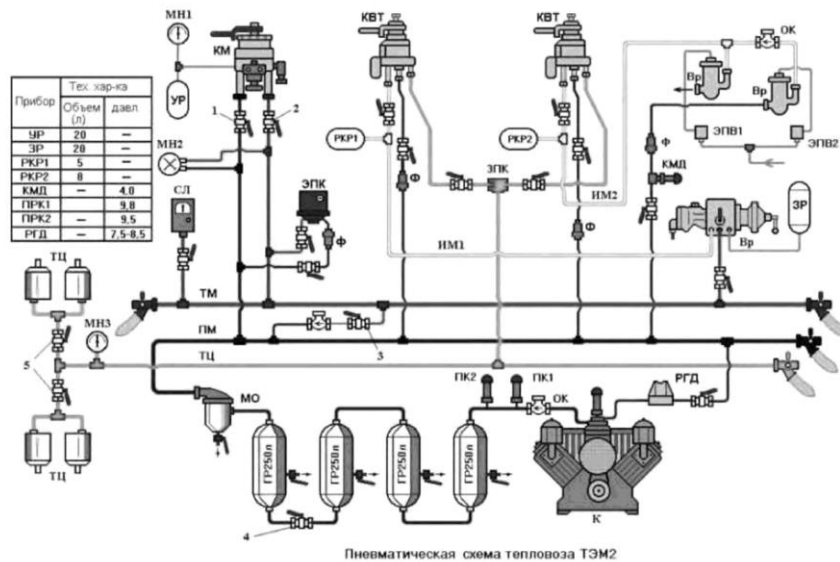 МН1
КМ
КВТ
КВТ
ОК
Вр
Вр
УР
Прибор
Тех. хар-ка
Объем (л)
давл.
УР 20 —
ЗР 20 —
РКР1 5 —
РКР2 8 —
КМД — 4.0
ПРК1 9,8
ПРК2 — 9,5
РГД — 7,5-8,5
1
2
МН2
РКР1
РКР2
ЭПВ1
ЭПВ2
Ф
КМД
СЛ
ЭПК
Ф
Ф
ЗПК
ИМ2
Ф
ИМ1
Вр
ЗР
ТЦ
ТМ
МН3
ПМ
3
5
ТЦ
ПК2
ПК1
РГД
ОК
МО
ГР250л
ГР250л
ГР250л
ГР250л
ТЦ
4
К
Пневматическая схема тепловоза ТЭМ2